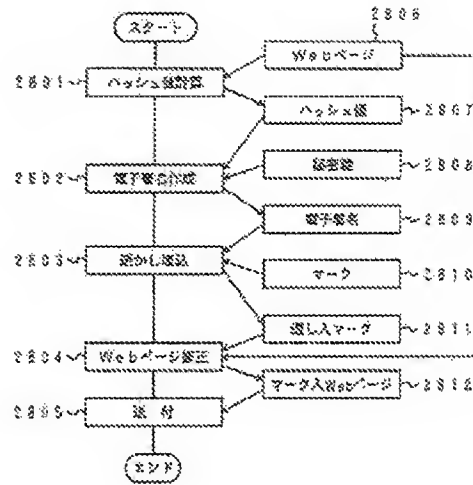 スタート
2806
Webページ
2801
ハッシュ値計算
ハッシュ値
2807
秘密鍵
2808
2802
電子署名作成
電子署名
2809
2803
透かし埋込
マーク
2810
透し入マーク
2811
2804
Webページ修正
マーク入Webページ
2812
2805
送 付
エンド